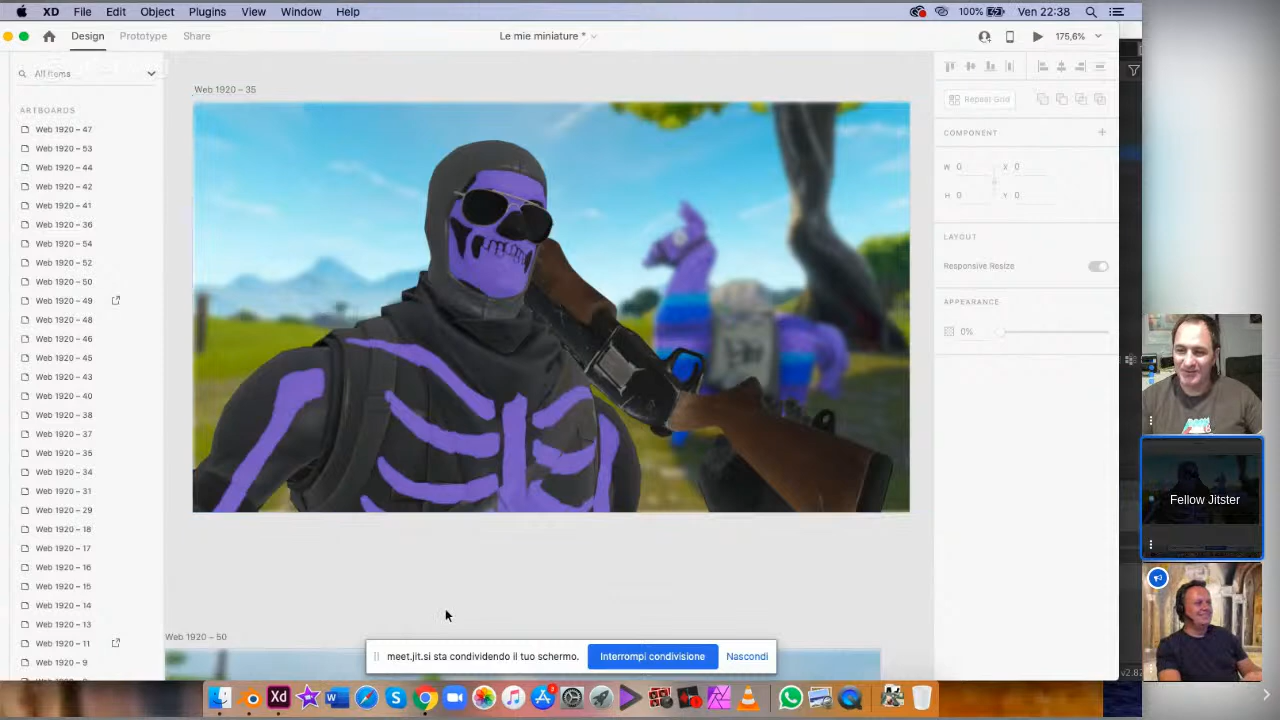 XD File Edit Object Plugins View Window Help 100% Ven 22:38
Design Prototype Share Le mie miniature * 175,6%
All Items
ARTBOARDS
Web 1920 – 47
Web 1920 – 53
Web 1920 – 44
Web 1920 – 42
Web 1920 – 41
Web 1920 – 36
Web 1920 – 54
Web 1920 – 52
Web 1920 – 50
Web 1920 – 49
Web 1920 – 48
Web 1920 – 46
Web 1920 – 45
Web 1920 – 43
Web 1920 – 40
Web 1920 – 38
Web 1920 – 37
Web 1920 – 35
Web 1920 – 34
Web 1920 – 31
Web 1920 – 29
Web 1920 – 18
Web 1920 – 17
Web 1920 – 16
Web 1920 – 15
Web 1920 – 14
Web 1920 – 13
Web 1920 – 11
Web 1920 – 9
Web 1920 – 35
Web 1920 – 50
meet.jit.si sta condividendo il tuo schermo. Interrompi condivisione Nascondi
Repeat Grid
COMPONENT
W 0 X 0
H 0 Y 0
LAYOUT
Responsive Resize
APPEARANCE
0%
Fellow Jitster
v2.82
Xd